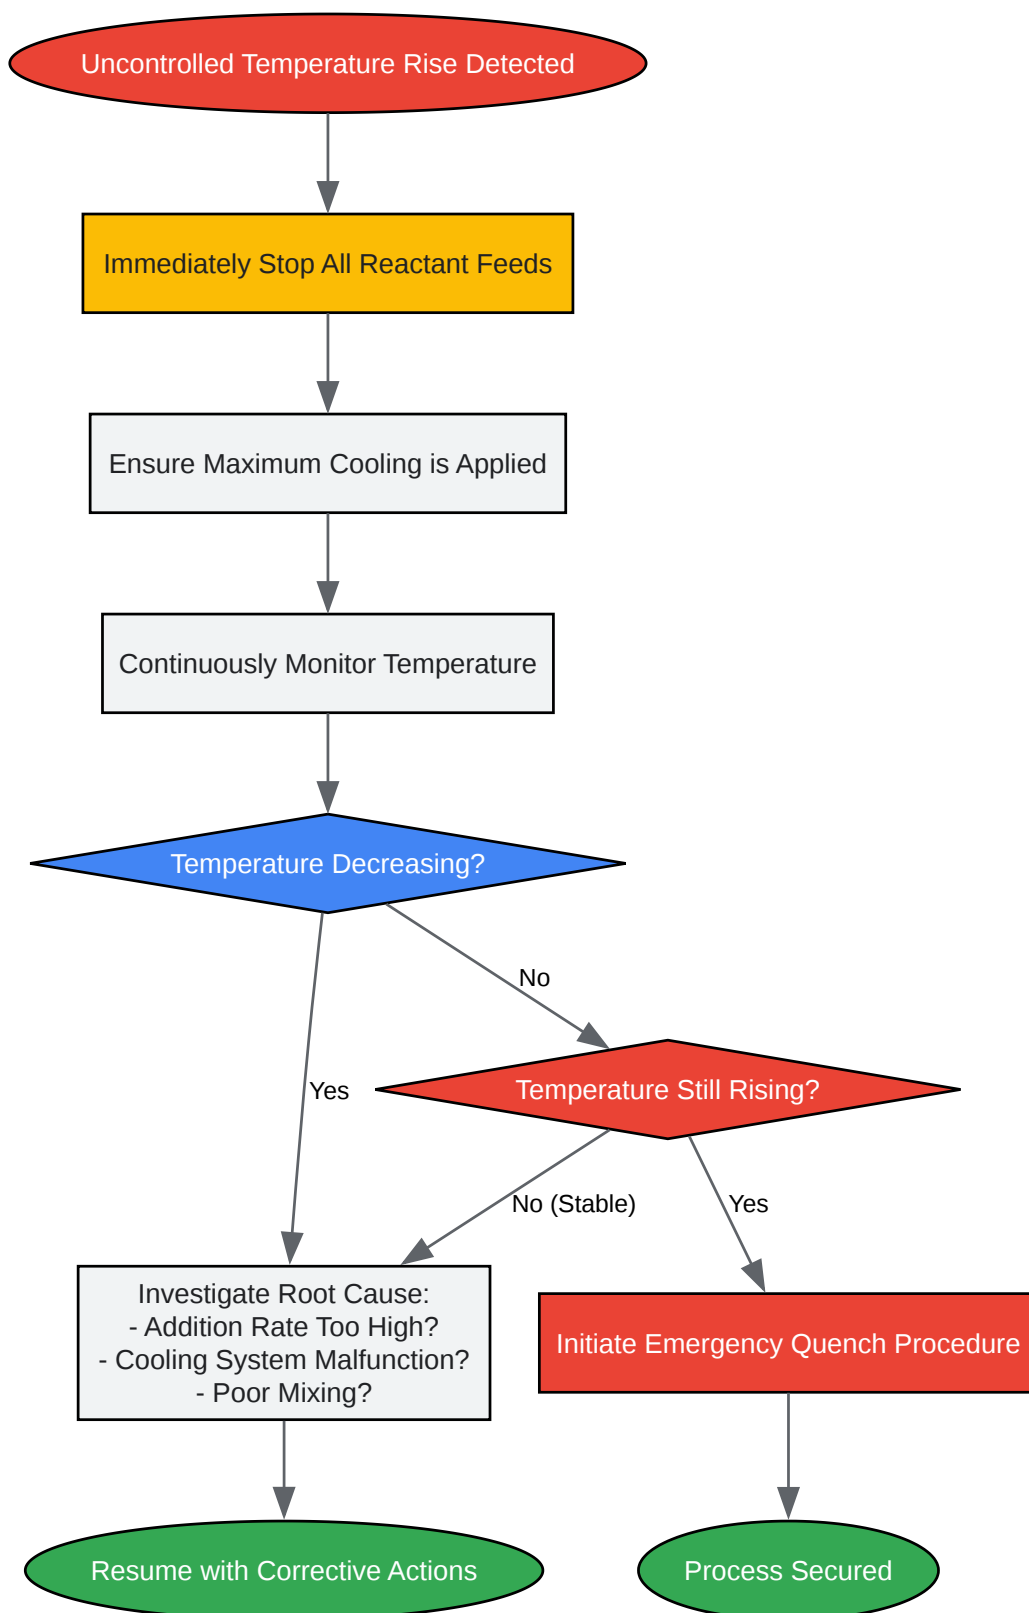 Uncontrolled Temperature Rise Detected
Immediately Stop All Reactant Feeds
Ensure Maximum Cooling is Applied
Continuously Monitor Temperature
Temperature Decreasing?
No
Yes
Temperature Still Rising?
No (Stable)
Yes
Investigate Root Cause:
- Addition Rate Too High?
- Cooling System Malfunction?
- Poor Mixing?
Initiate Emergency Quench Procedure
Resume with Corrective Actions
Process Secured